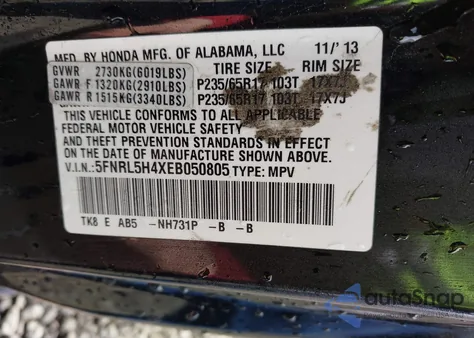 MFD. BY HONDA MFG. OF ALABAMA, LLC 11/'13
GVWR 2730KG(6019LBS) TIRE SIZE RIM SIZE
GAWR F 1320KG(2910LBS) P235/65R17 103T 17X7J
GAWR R 1515KG(3340LBS) P235/65R17 103T 17X7J
THIS VEHICLE CONFORMS TO ALL APPLICABLE
FEDERAL MOTOR VEHICLE SAFETY
AND THEFT PREVENTION STANDARDS IN EFFECT
ON THE DATE OF MANUFACTURE SHOWN ABOVE.
V.I.N.: 5FNRL5H4XEB050805 TYPE: MPV
TK8 E AB5 -NH731P -B -B
autoSnap